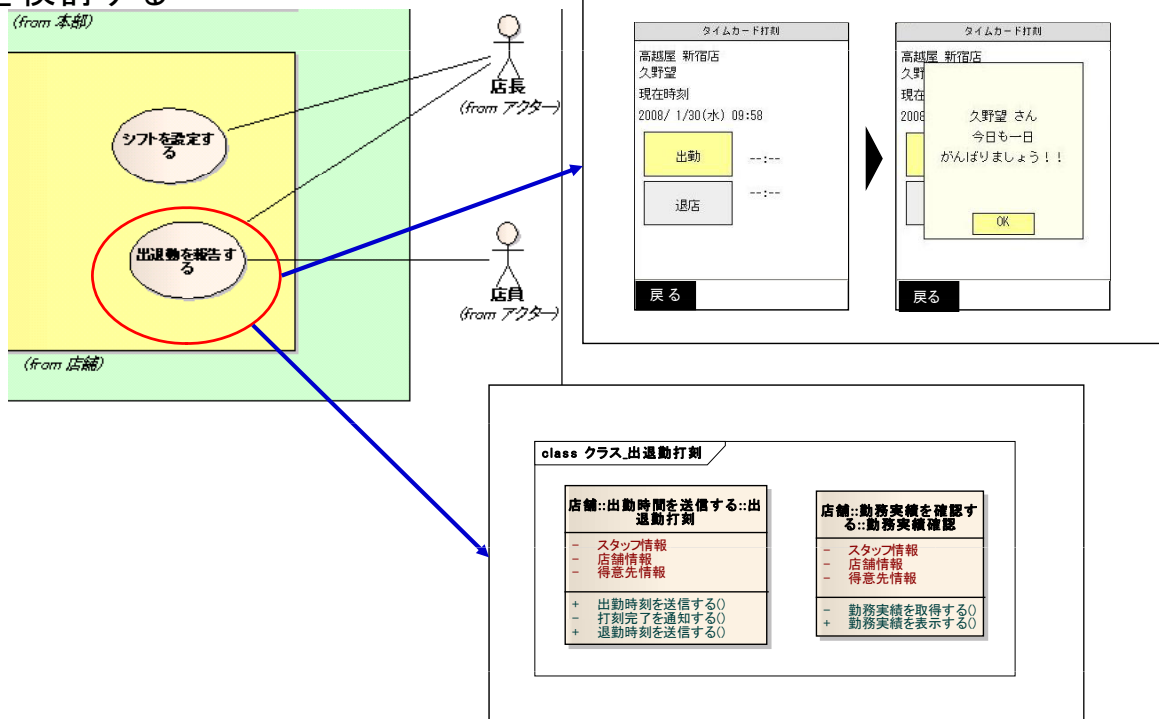 を検討する
(from 本部)
シフトを設定す
る
出退勤を報告す
る
(from 店舗)
店長
(from アクター)
店員
(from アクター)
タイムカード打刻
高越屋 新宿店
久野望
現在時刻
2008/ 1/30(水) 09:58
出勤
--:--
退店
--:--
戻る
タイムカード打刻
高越屋 新宿店
久野
現在
2008
久野望 さん
今日も一日
がんばりましょう！！
OK
戻る
class クラス_出退勤打刻
店舗::出勤時間を送信する::出
退勤打刻
- スタッフ情報
- 店舗情報
- 得意先情報
+ 出勤時刻を送信する()
- 打刻完了を通知する()
+ 退勤時刻を送信する()
店舗::勤務実績を確認す
る::勤務実績確認
- スタッフ情報
- 店舗情報
- 得意先情報
- 勤務実績を取得する()
+ 勤務実績を表示する()